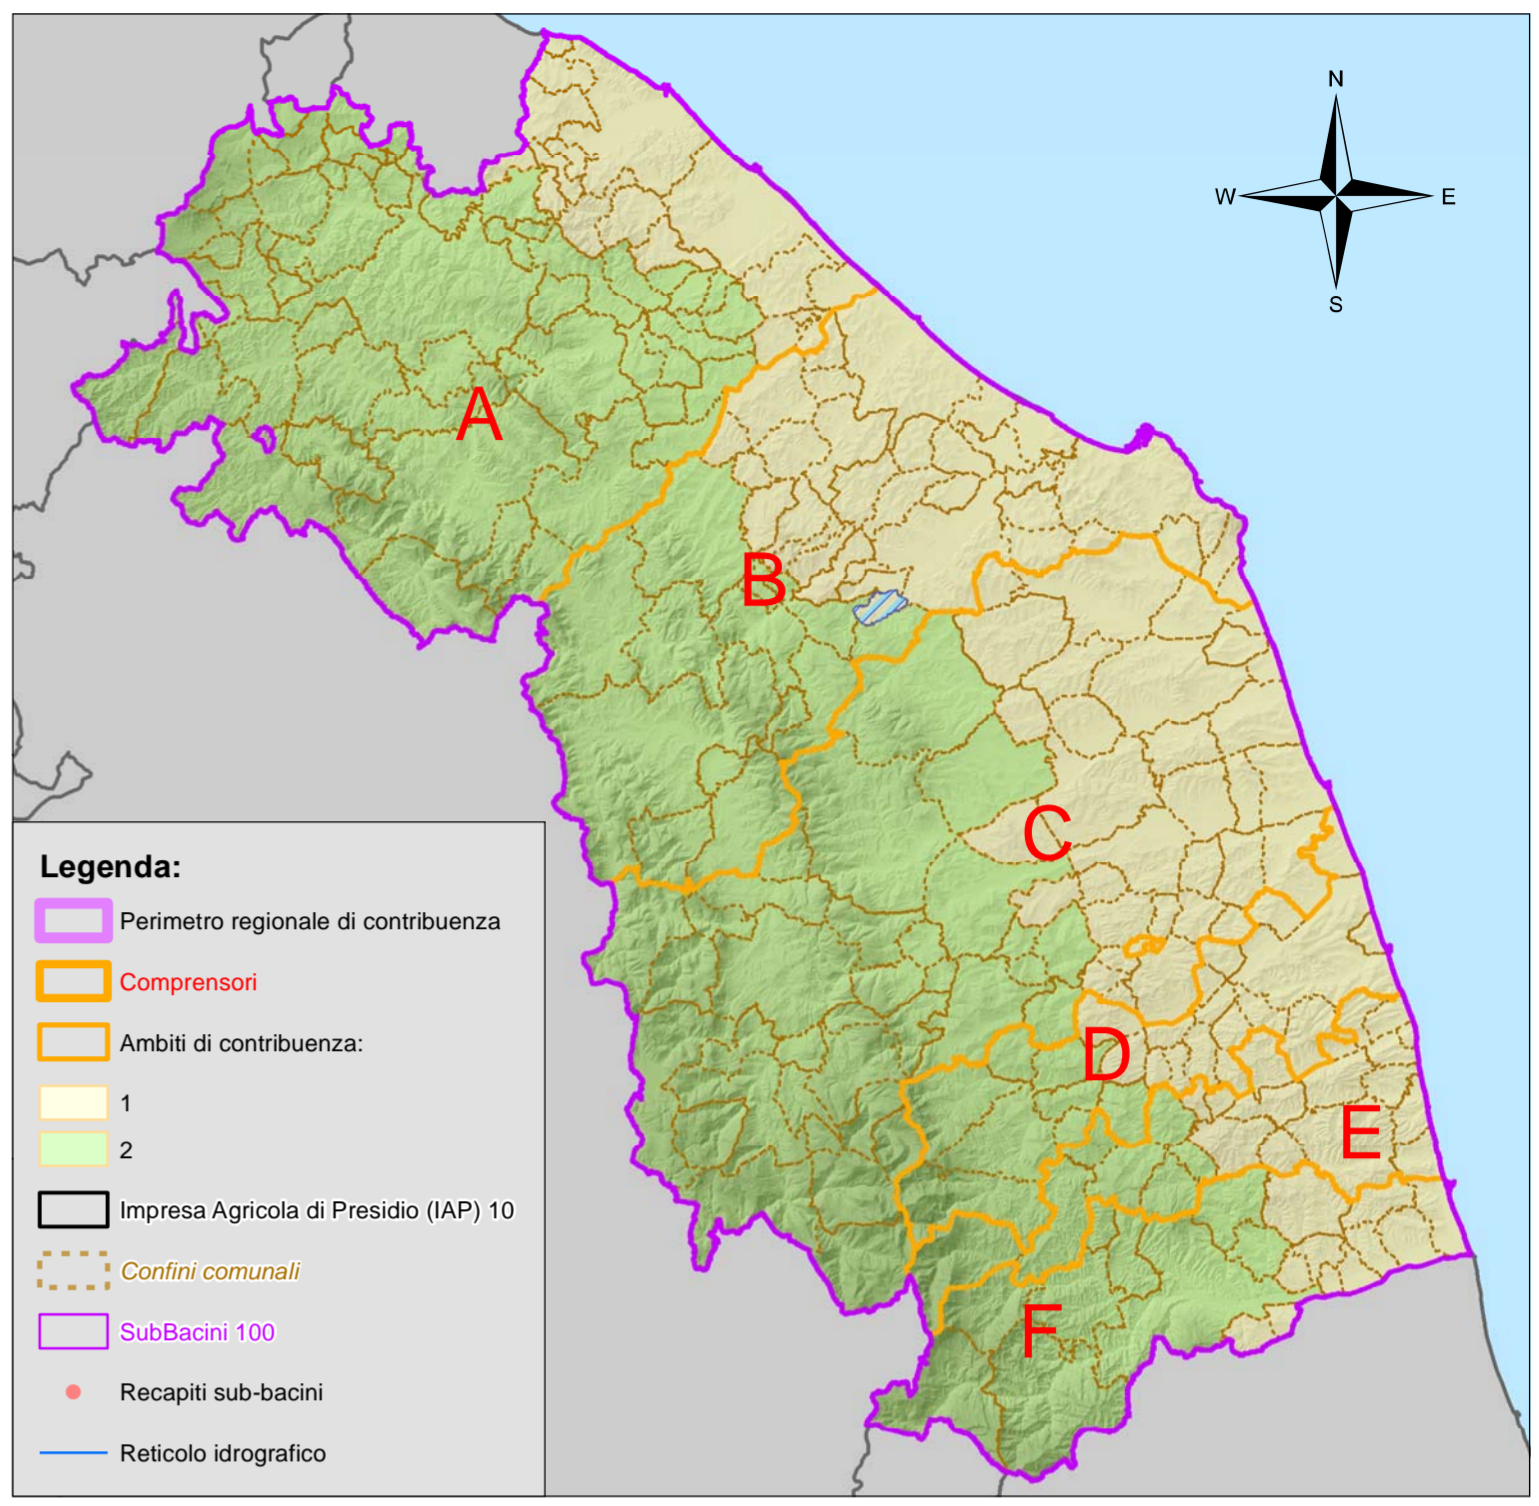 N
W
E
S
A
B
C
D
E
F
Legenda:
Perimetro regionale di contribuenza
Comprensori
Ambiti di contribuenza:
1
2
Impresa Agricola di Presidio (IAP) 10
Confini comunali
SubBacini 100
Recapiti sub-bacini
Reticolo idrografico